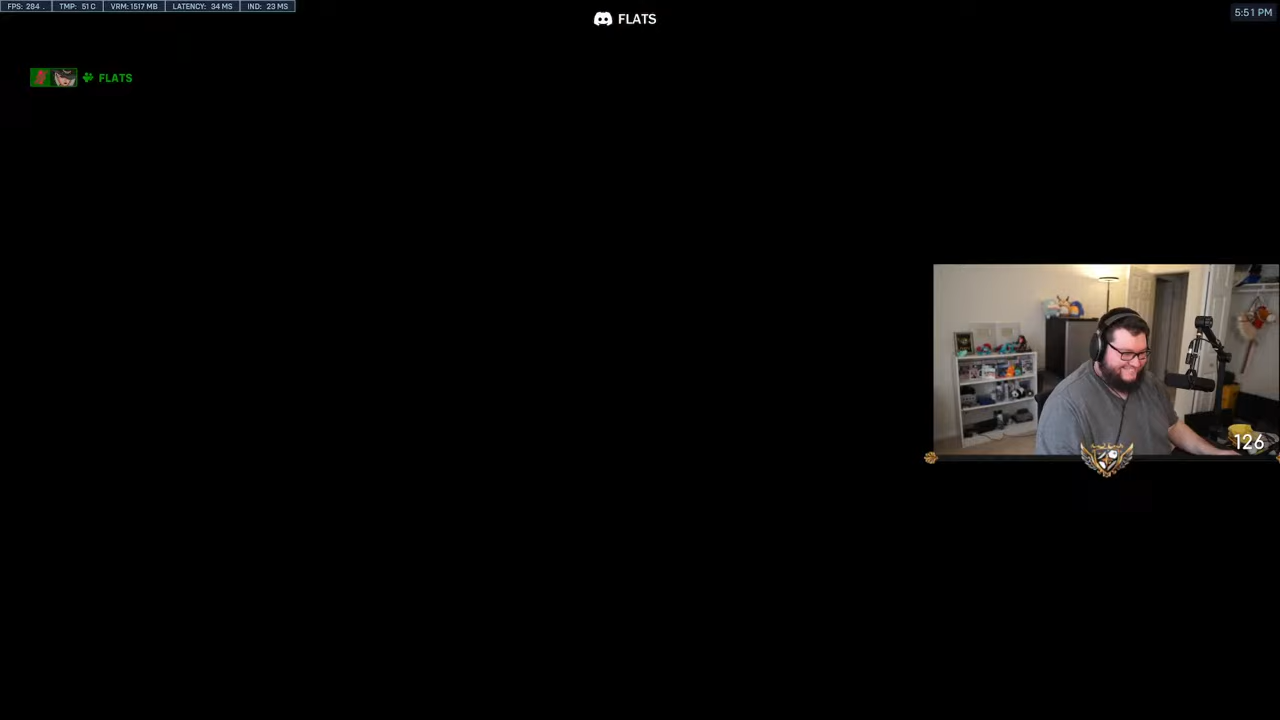 FPS: 284 . TMP: 51 C VRM: 1517 MB LATENCY: 34 MS IND: 23 MS
FLATS
5:51 PM
FLATS
126